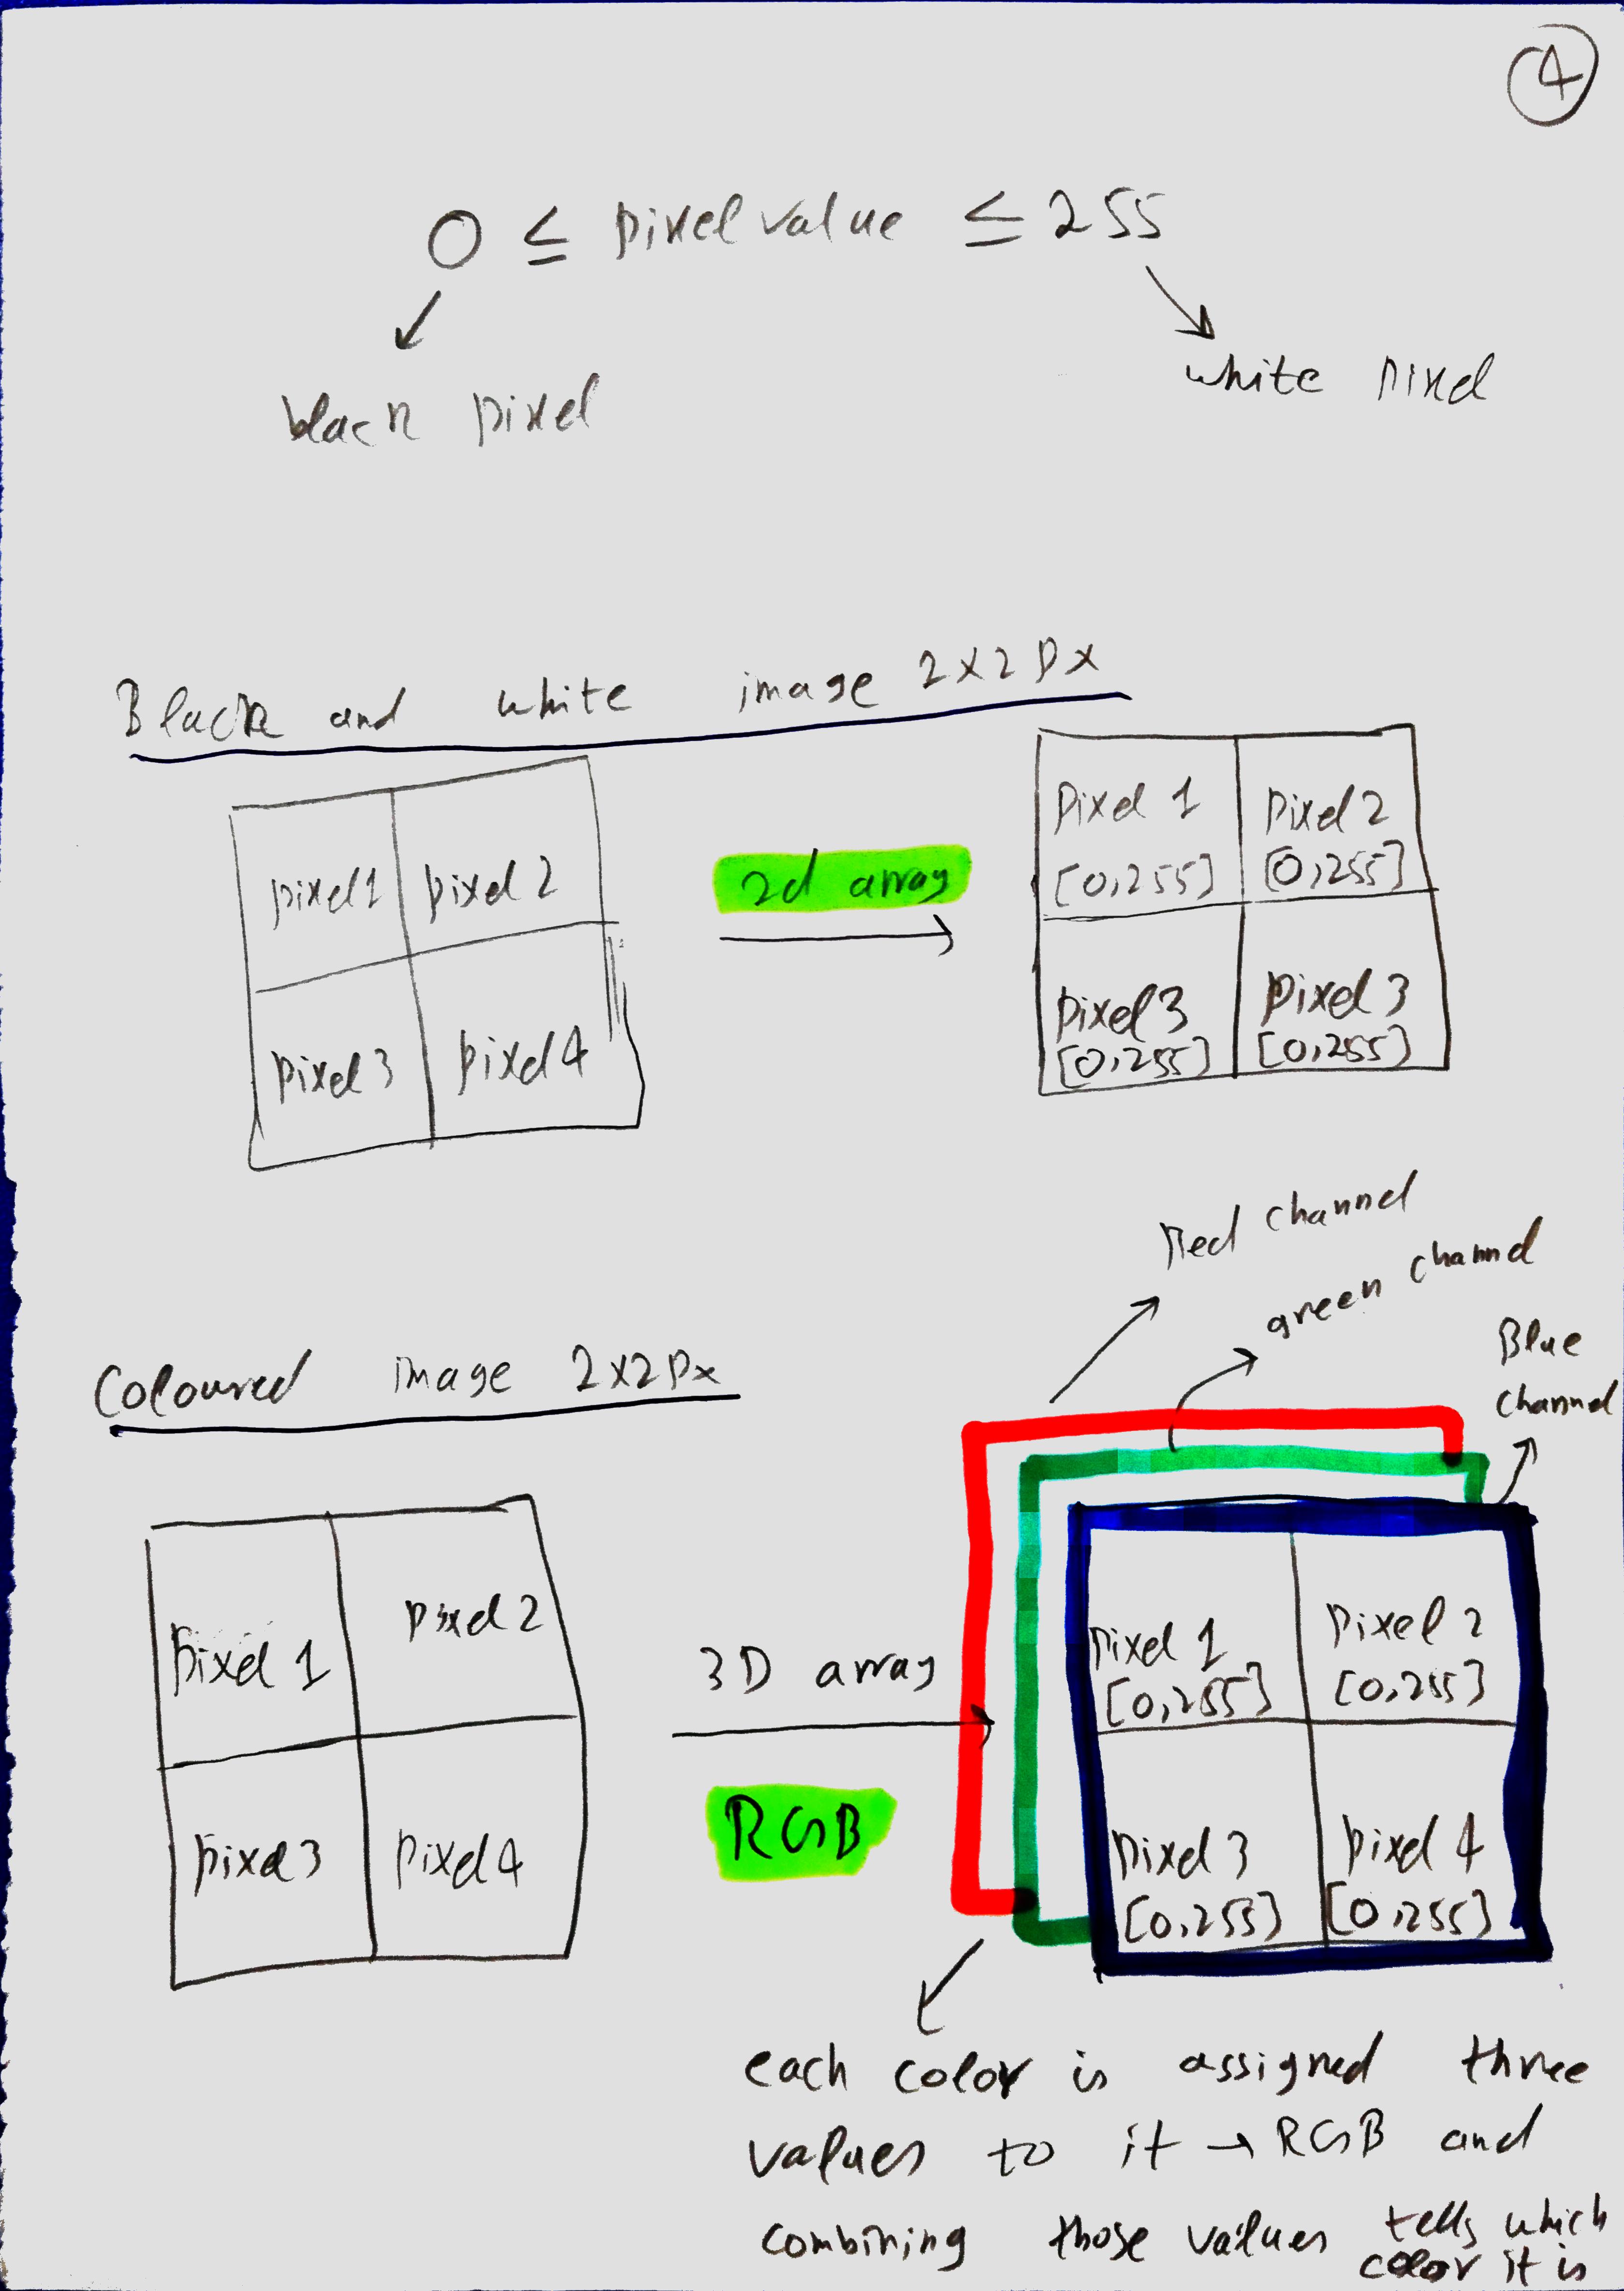 4
0 ≤ pixel value ≤ 255
black pixel
white pixel
Black and white image 2x2 Px
pixel1 pixel 2
pixel 3 pixel 4
2d array
Pixel 1 Pixel 2
[0,255] [0,255]
Pixel 3 Pixel 3
[0,255] [0,255]
Red channel
green channel
Blue
channel
Coloured image 2x2 Px
pixel 1 pixel 2
pixel 3 pixel 4
3D array
RGB
pixel 1 pixel 2
[0,255] [0,255]
pixel 3 pixel 4
[0,255] [0,255]
each color is assigned three
values to it → RGB and
combining those values tells which
color it is